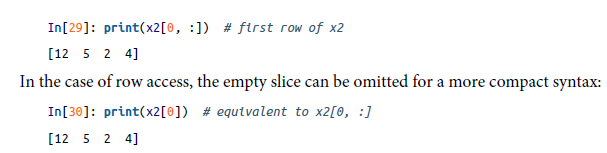 In[29]: print(x2[0, :])  # first row of x2
[12  5  2  4]
In the case of row access, the empty slice can be omitted for a more compact syntax:
In[30]: print(x2[0])  # equivalent to x2[0, :]
[12  5  2  4]